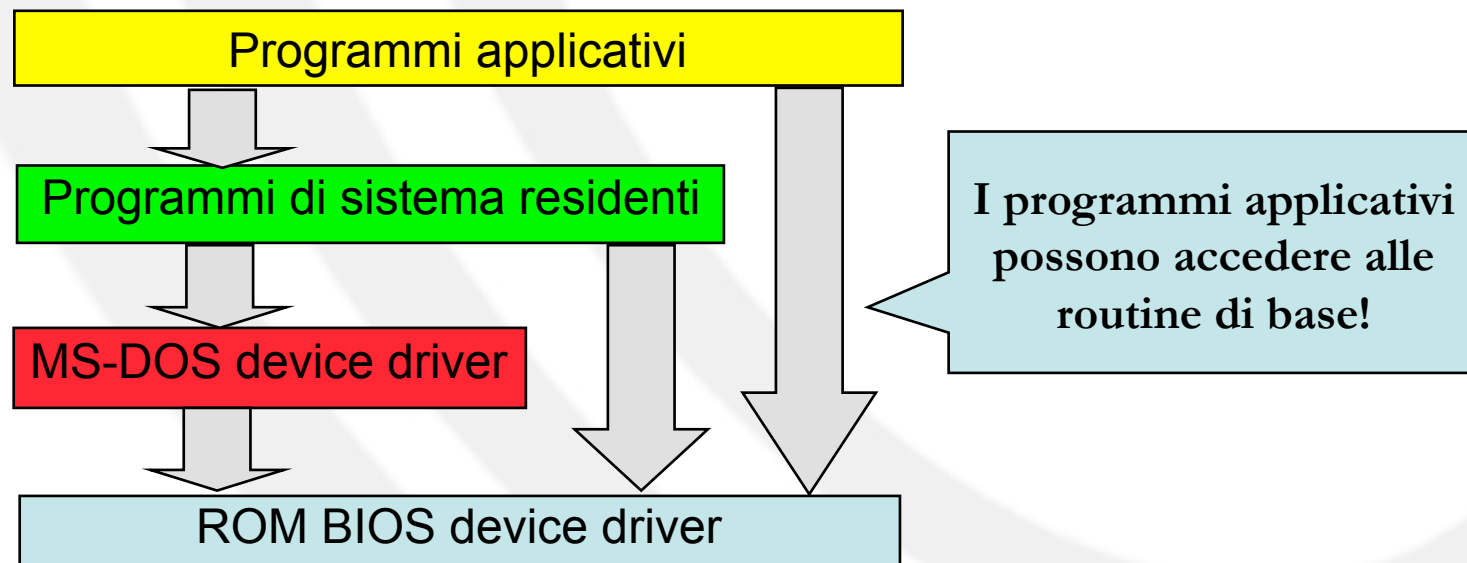 Programmi applicativi
Programmi di sistema residenti
MS-DOS device driver
ROM BIOS device driver
I programmi applicativi
possono accedere alle
routine di base!